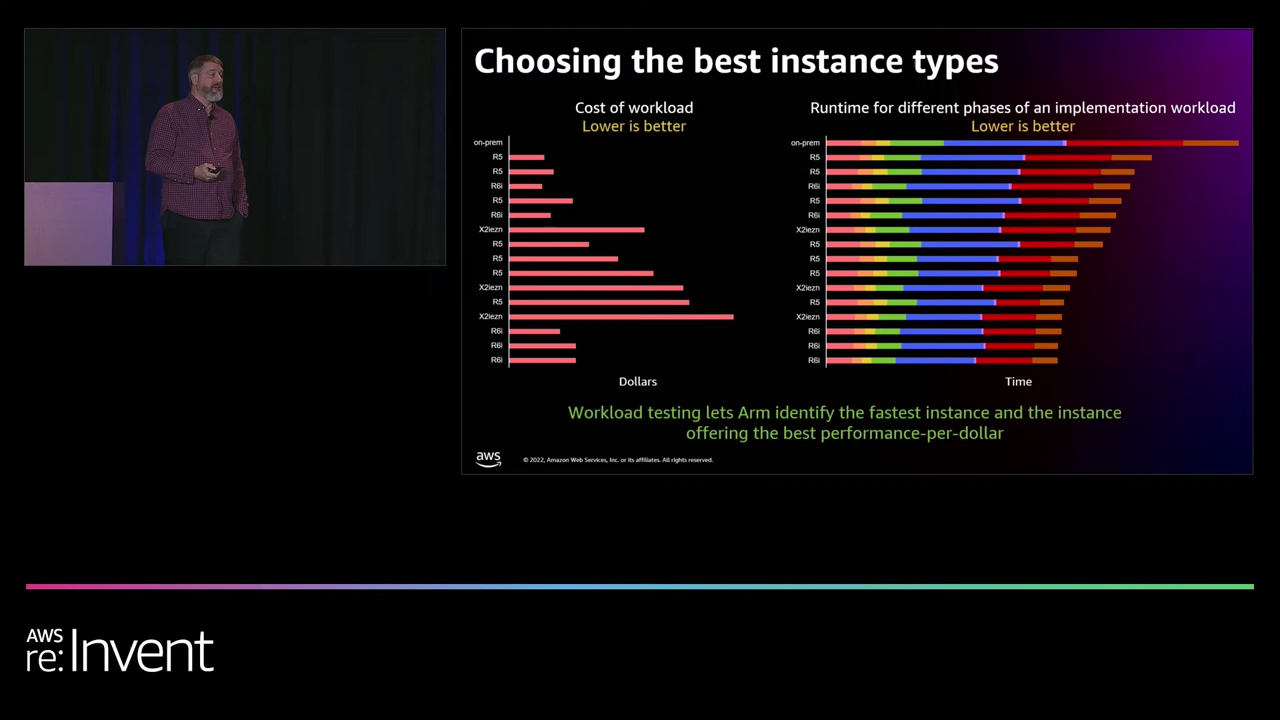 Choosing the best instance types
Cost of workload
Lower is better
on-prem
R5
R5
R6i
R5
R6i
X2iezn
R5
R5
R5
X2iezn
R5
X2iezn
R6i
R6i
R6i
Dollars
Runtime for different phases of an implementation workload
Lower is better
on-prem
R5
R5
R6i
R5
R6i
X2iezn
R5
R5
R5
X2iezn
R5
X2iezn
R6i
R6i
R6i
Time
Workload testing lets Arm identify the fastest instance and the instance
offering the best performance-per-dollar
aws
© 2022, Amazon Web Services, Inc. or its affiliates. All rights reserved.
AWS
re:Invent